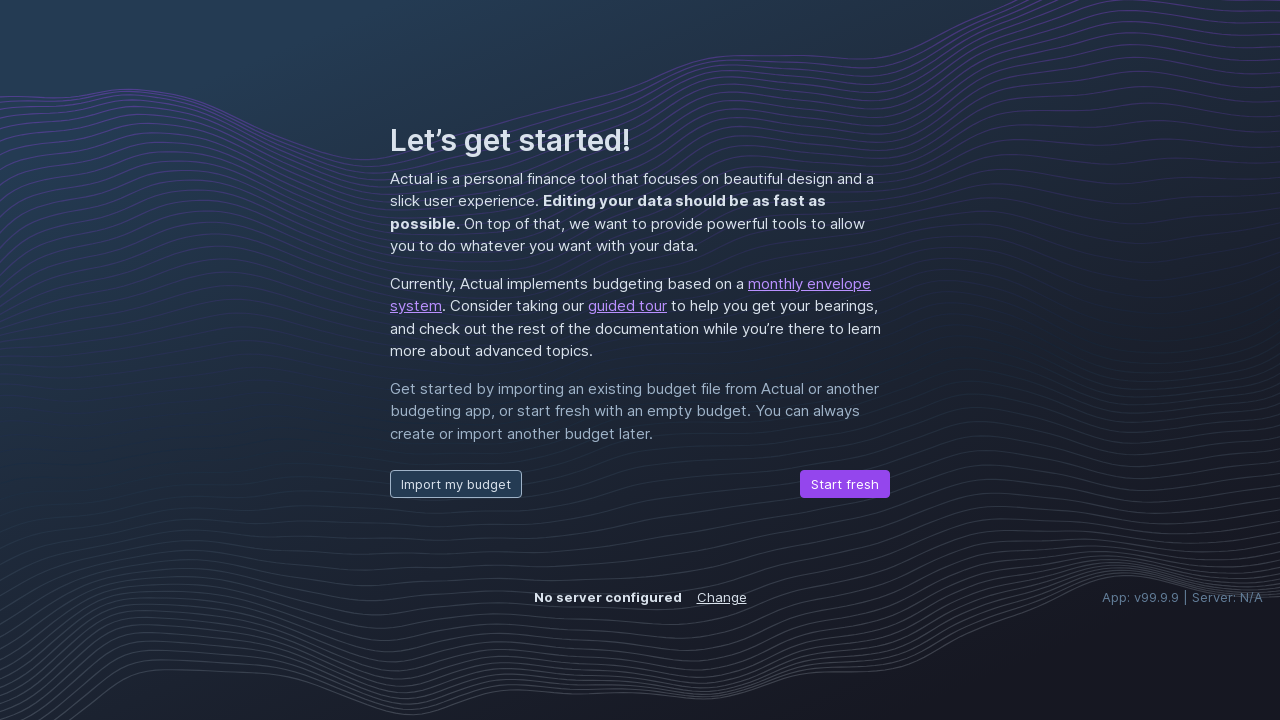 Let’s get started!
Actual is a personal finance tool that focuses on beautiful design and a
slick user experience. Editing your data should be as fast as
possible. On top of that, we want to provide powerful tools to allow
you to do whatever you want with your data.
Currently, Actual implements budgeting based on a monthly envelope
system. Consider taking our guided tour to help you get your bearings,
and check out the rest of the documentation while you’re there to learn
more about advanced topics.
Get started by importing an existing budget file from Actual or another
budgeting app, or start fresh with an empty budget. You can always
create or import another budget later.
Import my budget
Start fresh
No server configured Change
App: v99.9.9 | Server: N/A